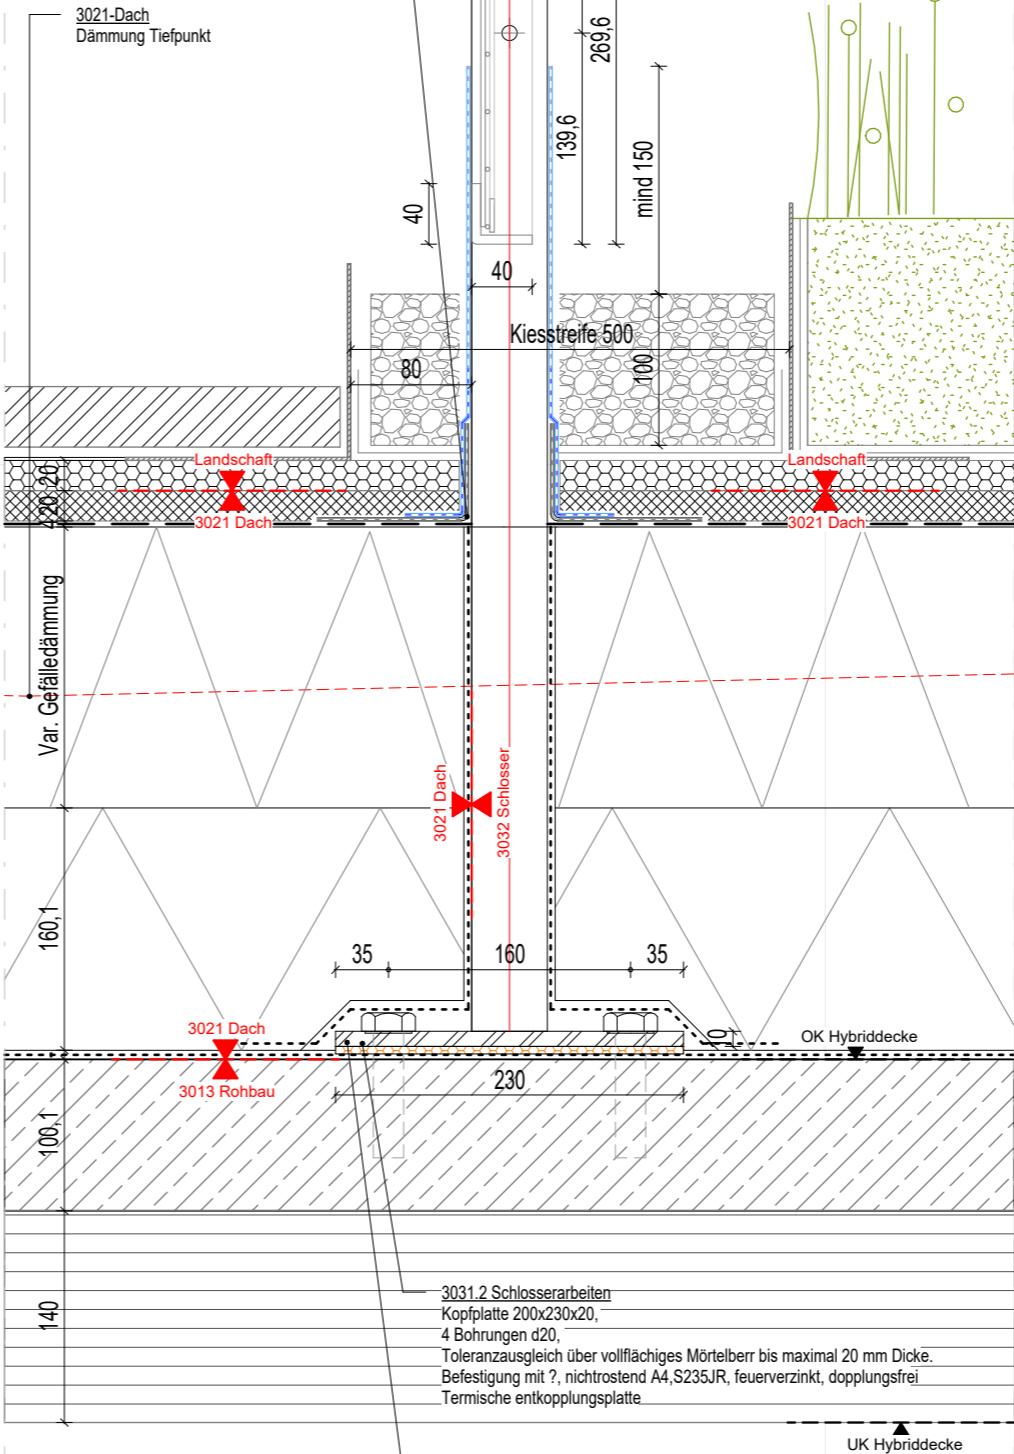 3021-Dach
Dämmung Tiefpunkt
269,6
139,6
mind 150
40
40
Kiesstreife 500
80
100
Landschaft
3021 Dach
Landschaft
3021 Dach
20
20
4
Var. Gefälledämmung
3021 Dach
3032 Schlosser
160,1
35
160
35
10
3021 Dach
3013 Rohbau
OK Hybriddecke
230
100,1
140
3031.2 Schlosserarbeiten
Kopfplatte 200x230x20,
4 Bohrungen d20,
Toleranzausgleich über vollflächiges Mörtelberr bis maximal 20 mm Dicke.
Befestigung mit ?, nichtrostend A4,S235JR, feuerverzinkt, dopplungsfrei
Termische entkopplungsplatte
UK Hybriddecke